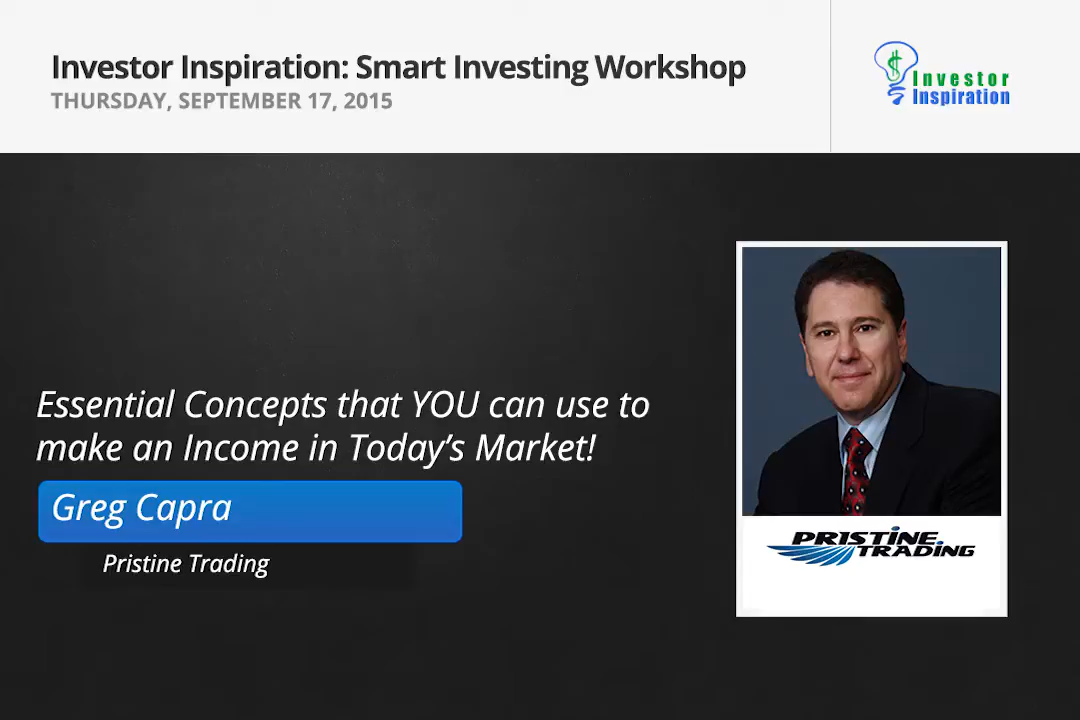 Investor Inspiration: Smart Investing Workshop
THURSDAY, SEPTEMBER 17, 2015
Investor
Inspiration
Essential Concepts that YOU can use to
make an Income in Today's Market!
Greg Capra
Pristine Trading
PRISTINE
TRADING